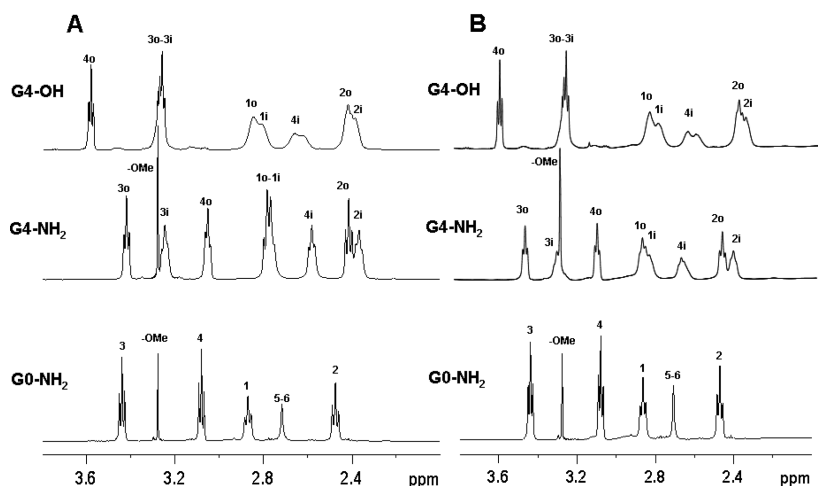 A
4o
3o-3i
G4-OH
1o
1i
4i
2o
2i
-OMe
G4-NH2
3o
3i
4o
1o-1i
4i
2o
2i
G0-NH2
3
-OMe
4
1
5-6
2
3.6 3.2 2.8 2.4 ppm
B
4o
3o-3i
G4-OH
1o
1i
4i
2o
2i
-OMe
G4-NH2
3o
3i
4o
1o
1i
4i
2o
2i
G0-NH2
3
-OMe
4
1
5-6
2
3.6 3.2 2.8 2.4 ppm